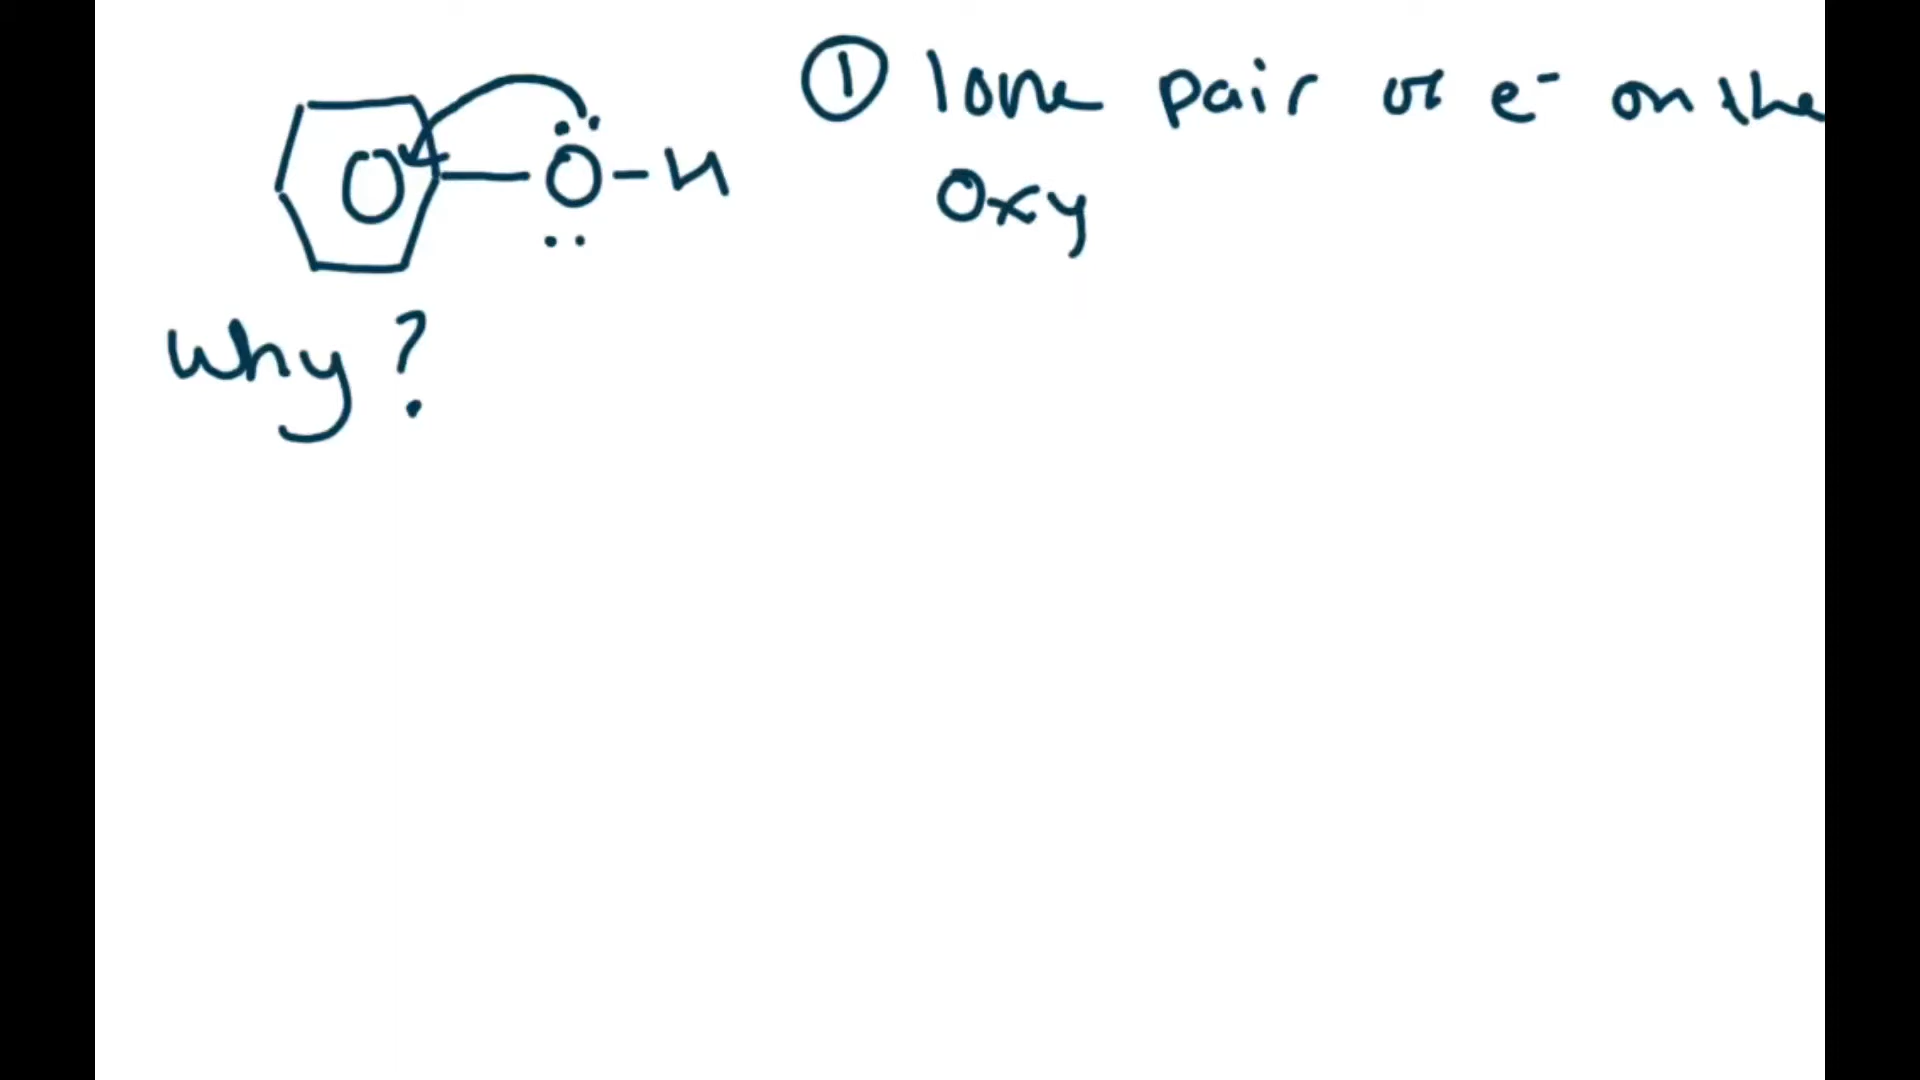 ① lone pair of e⁻ on the
Oxy
O-H
Why?